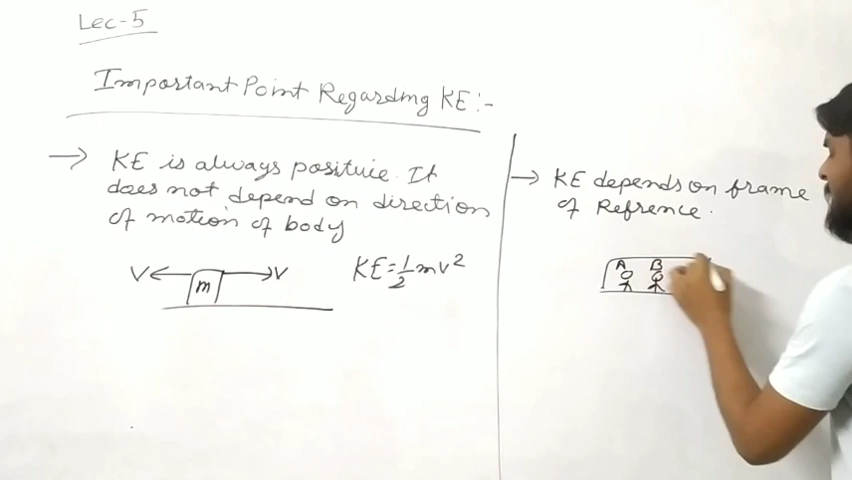 Lec-5
Important Point Regarding KE:-
→ KE is always positive. It
does not depend on direction
of motion of body
V ← m → V KE = 1/2 mv²
→ KE depends on frame
of Refrence.
A B